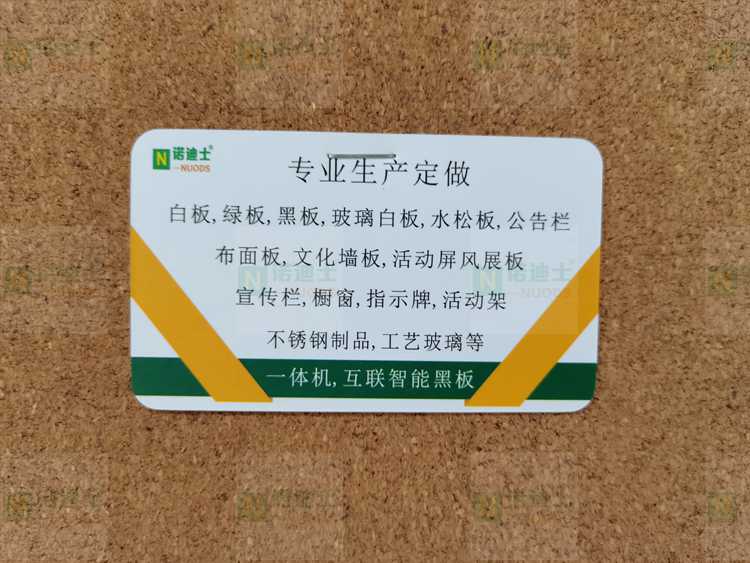 诺迪士®
NUODS
专业生产定做
白板,绿板,黑板,玻璃白板,水松板,公告栏
布面板,文化墙板,活动屏风展板
宣传栏,橱窗,指示牌,活动架
不锈钢制品,工艺玻璃等
一体机,互联智能黑板